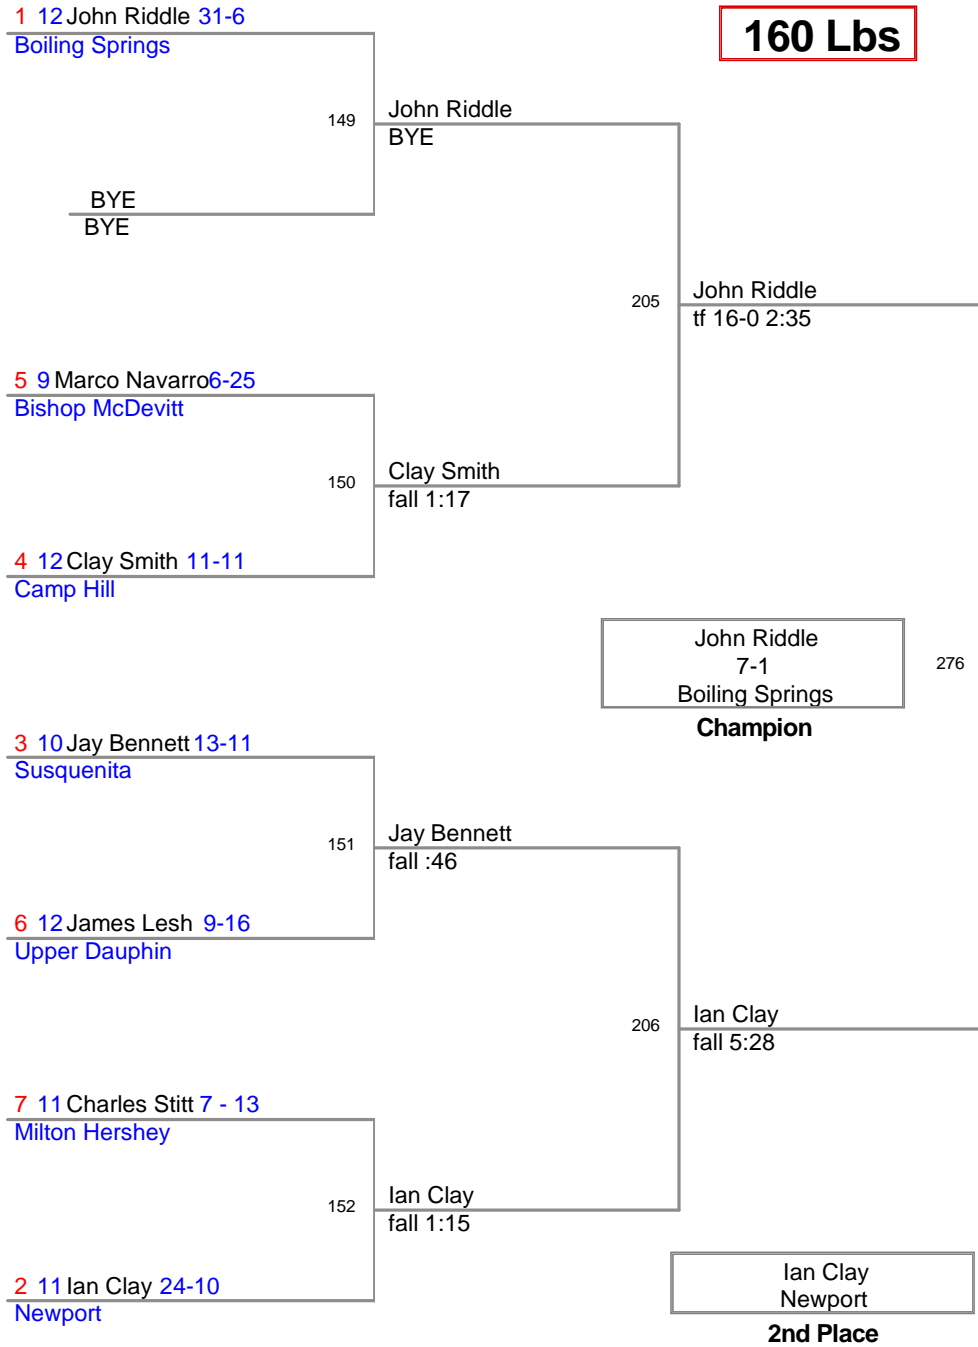 1 12 John Riddle 31-6
Boiling Springs
160 Lbs
149
John Riddle
BYE
BYE
BYE
205
John Riddle
tf 16-0 2:35
5 9 Marco Navarro 6-25
Bishop McDevitt
150
Clay Smith
fall 1:17
4 12 Clay Smith 11-11
Camp Hill
John Riddle
7-1
Boiling Springs
Champion
276
3 10 Jay Bennett 13-11
Susquenita
151
Jay Bennett
fall :46
6 12 James Lesh 9-16
Upper Dauphin
206
Ian Clay
fall 5:28
7 11 Charles Stitt 7 - 13
Milton Hershey
152
Ian Clay
fall 1:15
2 11 Ian Clay 24-10
Newport
Ian Clay
Newport
2nd Place